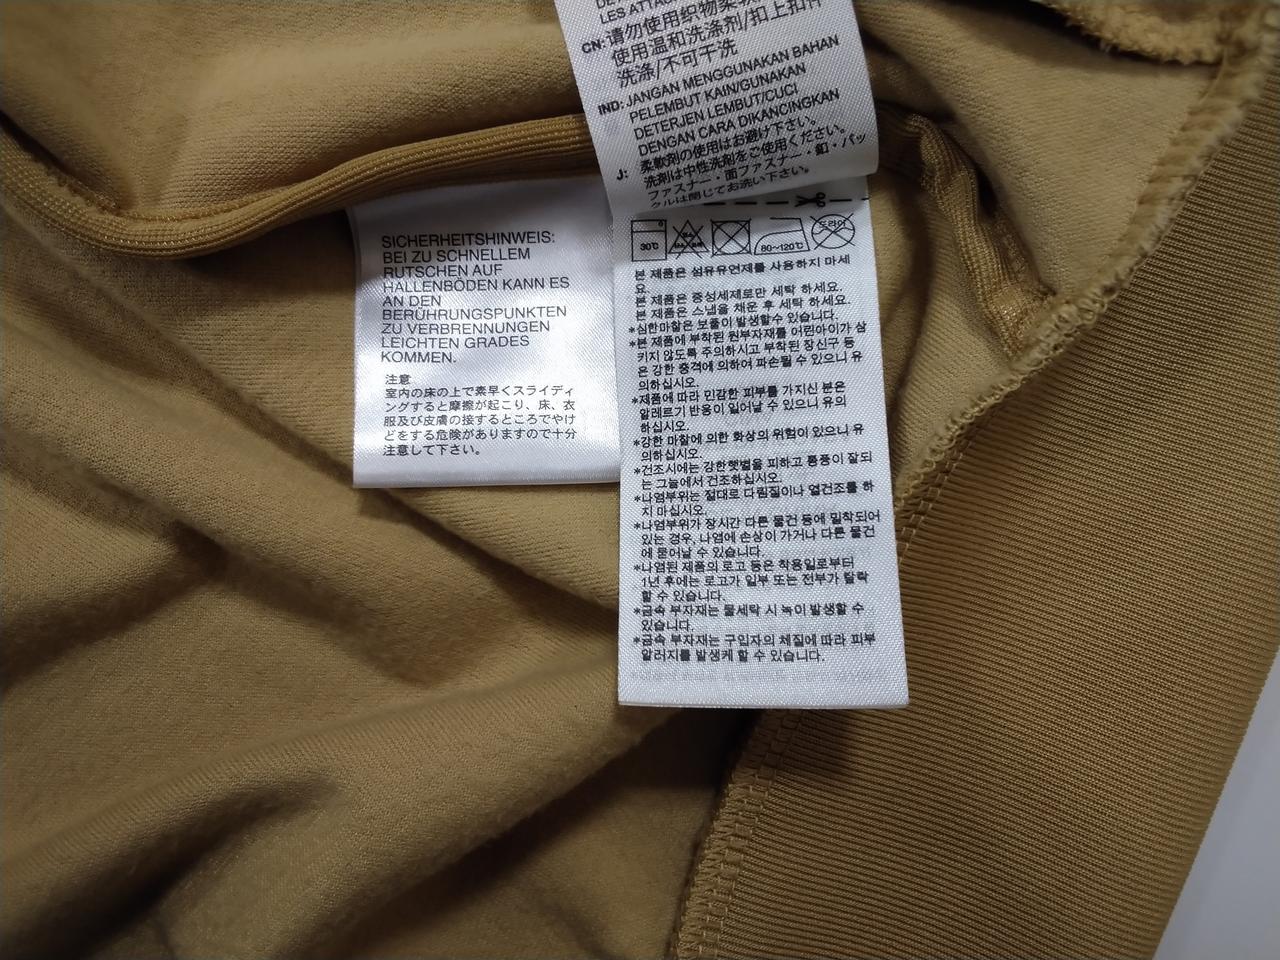 LES ATTAC
CN: 请勿使用织物柔
使用温和洗涤剂/扣上扣件
洗涤/不可干洗
IND: JANGAN MENGGUNAKAN BAHAN
PELEMBUT KAIN/GUNAKAN
DETERJEN LEMBUT/CUCI
DENGAN CARA DIKANCINGKAN
J: 柔軟剤の使用はお避け下さい。
洗剤は中性洗剤をご使用ください。
ファスナー・面ファスナー・釦・バッ
クルは閉じてお洗い下さい。
30℃
80~120℃
드라이
본 제품은 섬유유연제를 사용하지 마세
요.
본 제품은 중성세제로만 세탁 하세요.
본 제품은 스냅을 채운 후 세탁 하세요.
*심한마찰은 보풀이 발생할수 있습니다.
*본 제품에 부착된 원부자재를 어린아이가 삼
키지 않도록 주의하시고 부착된 장신구 등
은 강한 충격에 의하여 파손될 수 있으니 유
의하십시오.
*제품에 따라 민감한 피부를 가지신 분은
알레르기 반응이 일어날 수 있으니 유의
하십시오.
*강한 마찰에 의한 화상의 위험이 있으니 유
의하십시오.
*건조시에는 강한햇볕을 피하고 통풍이 잘되
는 그늘에서 건조하십시오.
*나염부위는 절대로 다림질이나 열건조를 하
지 마십시오.
*나염부위가 장시간 다른 물건 등에 밀착되어
있는 경우, 나염에 손상이 가거나 다른 물건
에 묻어날 수 있습니다.
*나염된 제품의 로고 등은 착용일로부터
1년 후에는 로고가 일부 또는 전부가 탈락
할 수 있습니다.
*금속 부자재는 물세탁 시 녹이 발생할 수
있습니다.
*금속 부자재는 구입자의 체질에 따라 피부
알러지를 발생케 할 수 있습니다.
SICHERHEITSHINWEIS:
BEI ZU SCHNELLEM
RUTSCHEN AUF
HALLENBÖDEN KANN ES
AN DEN
BERÜHRUNGSPUNKTEN
ZU VERBRENNUNGEN
LEICHTEN GRADES
KOMMEN.
注意
室内の床の上で素早くスライディ
ングすると摩擦が起こり、床、衣
服及び皮膚の接するところでやけ
どをする危険がありますので十分
注意して下さい。